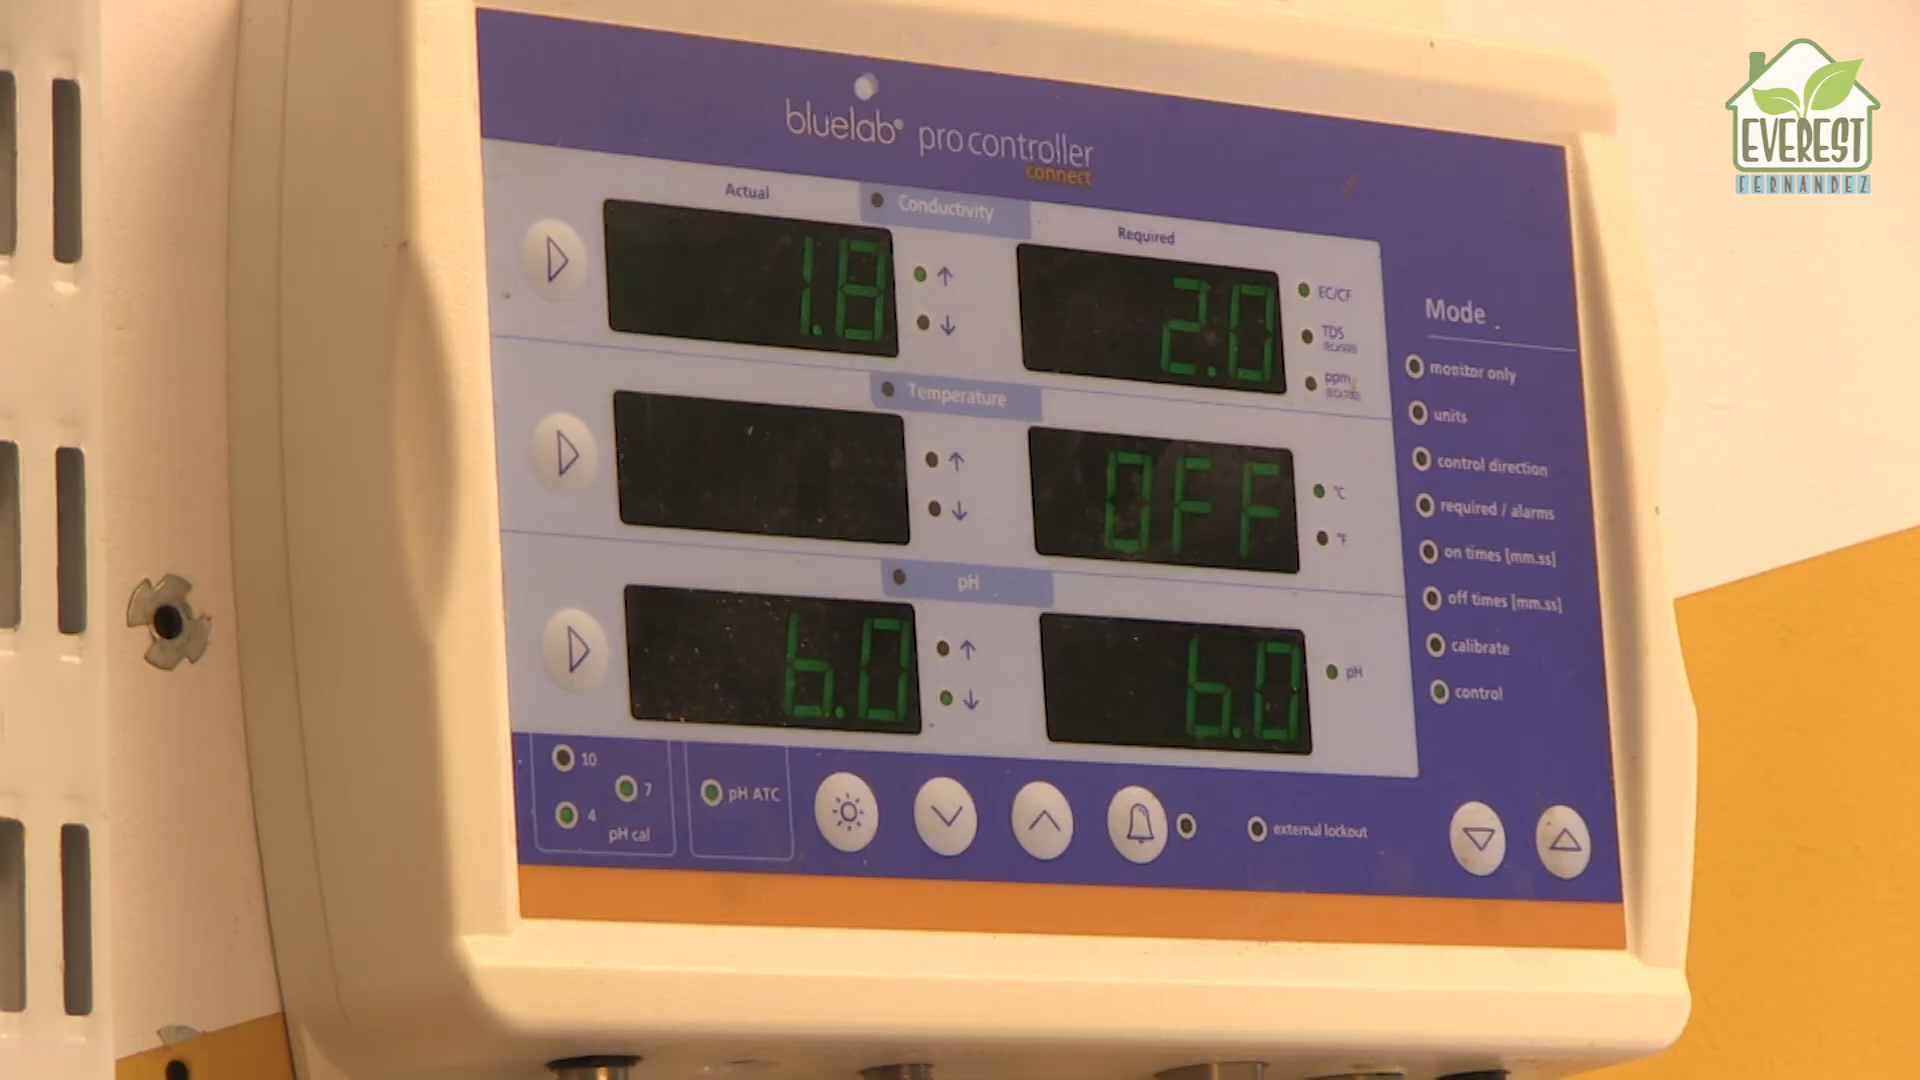 EVEREST
FERNANDEZ
bluelab® pro controller
connect
Actual
Conductivity
Required
1.8
2.0
EC/CF
TDS
(ECx500)
ppm
(ECx700)
Temperature
OFF
°C
°F
pH
6.0
6.0
pH
Mode
monitor only
units
control direction
required / alarms
on times [mm.ss]
off times [mm.ss]
calibrate
control
10
7
4
pH cal
pH ATC
external lockout